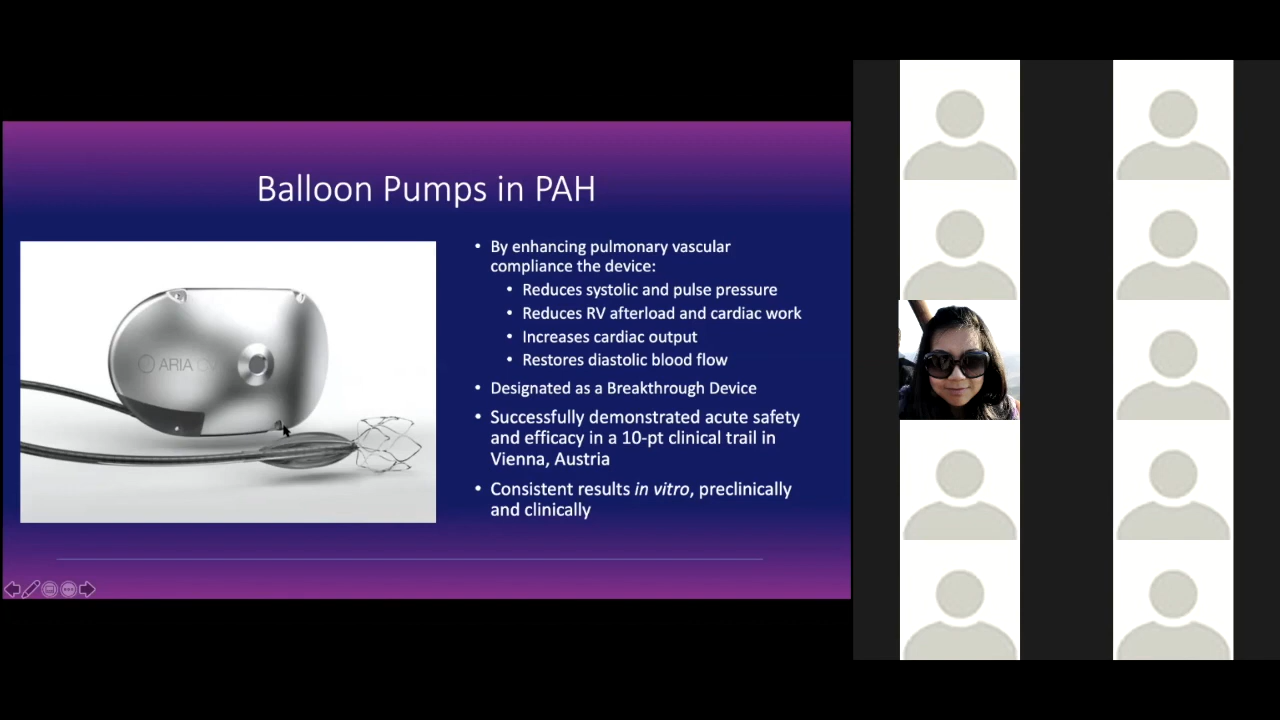 Balloon Pumps in PAH
ARIA CV
• By enhancing pulmonary vascular
compliance the device:
• Reduces systolic and pulse pressure
• Reduces RV afterload and cardiac work
• Increases cardiac output
• Restores diastolic blood flow
• Designated as a Breakthrough Device
• Successfully demonstrated acute safety
and efficacy in a 10-pt clinical trail in
Vienna, Austria
• Consistent results in vitro, preclinically
and clinically